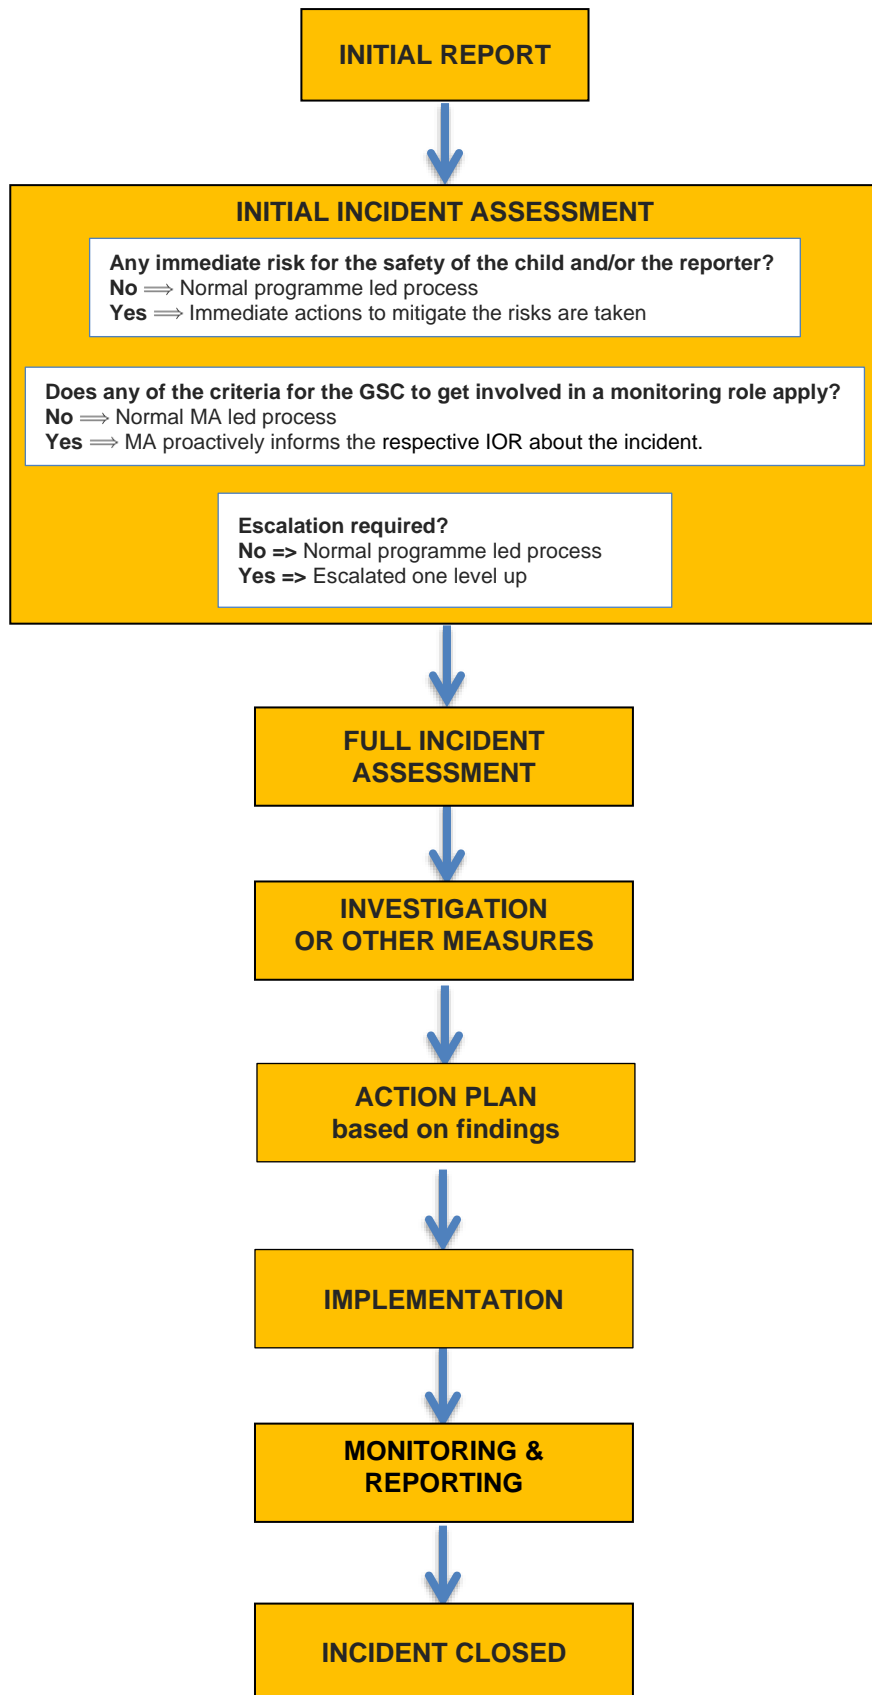 INITIAL REPORT
INITIAL INCIDENT ASSESSMENT
Any immediate risk for the safety of the child and/or the reporter?
No ⟹ Normal programme led process
Yes ⟹ Immediate actions to mitigate the risks are taken
Does any of the criteria for the GSC to get involved in a monitoring role apply?
No ⟹ Normal MA led process
Yes ⟹ MA proactively informs the respective IOR about the incident.
Escalation required?
No => Normal programme led process
Yes => Escalated one level up
FULL INCIDENT
ASSESSMENT
INVESTIGATION
OR OTHER MEASURES
ACTION PLAN
based on findings
IMPLEMENTATION
MONITORING &
REPORTING
INCIDENT CLOSED